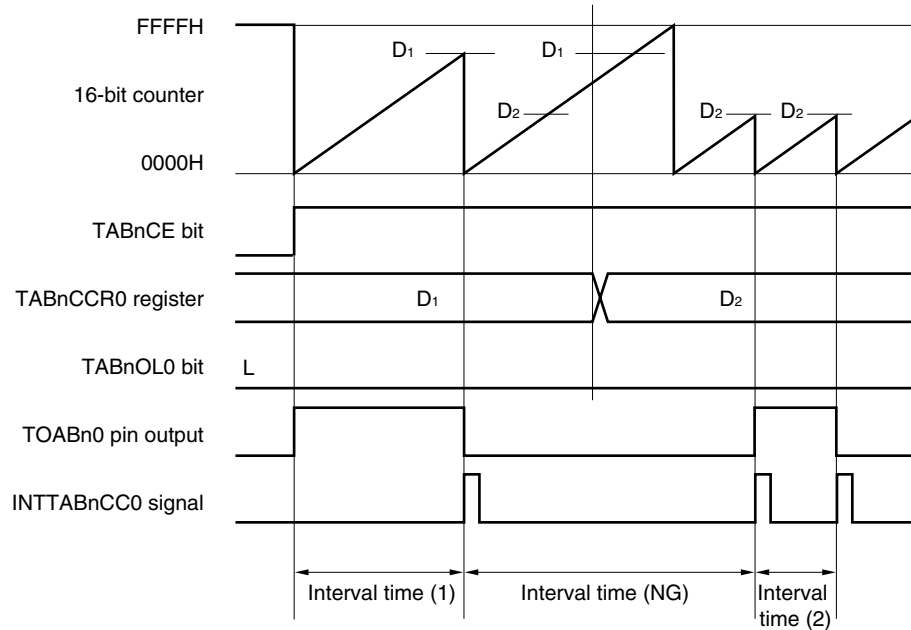 FFFFH
D1
D1
16-bit counter
D2
D2
D2
0000H
TABnCE bit
TABnCCR0 register
D1
D2
TABnOL0 bit
L
TOABn0 pin output
INTTABnCC0 signal
Interval time (1)
Interval time (NG)
Interval
time (2)